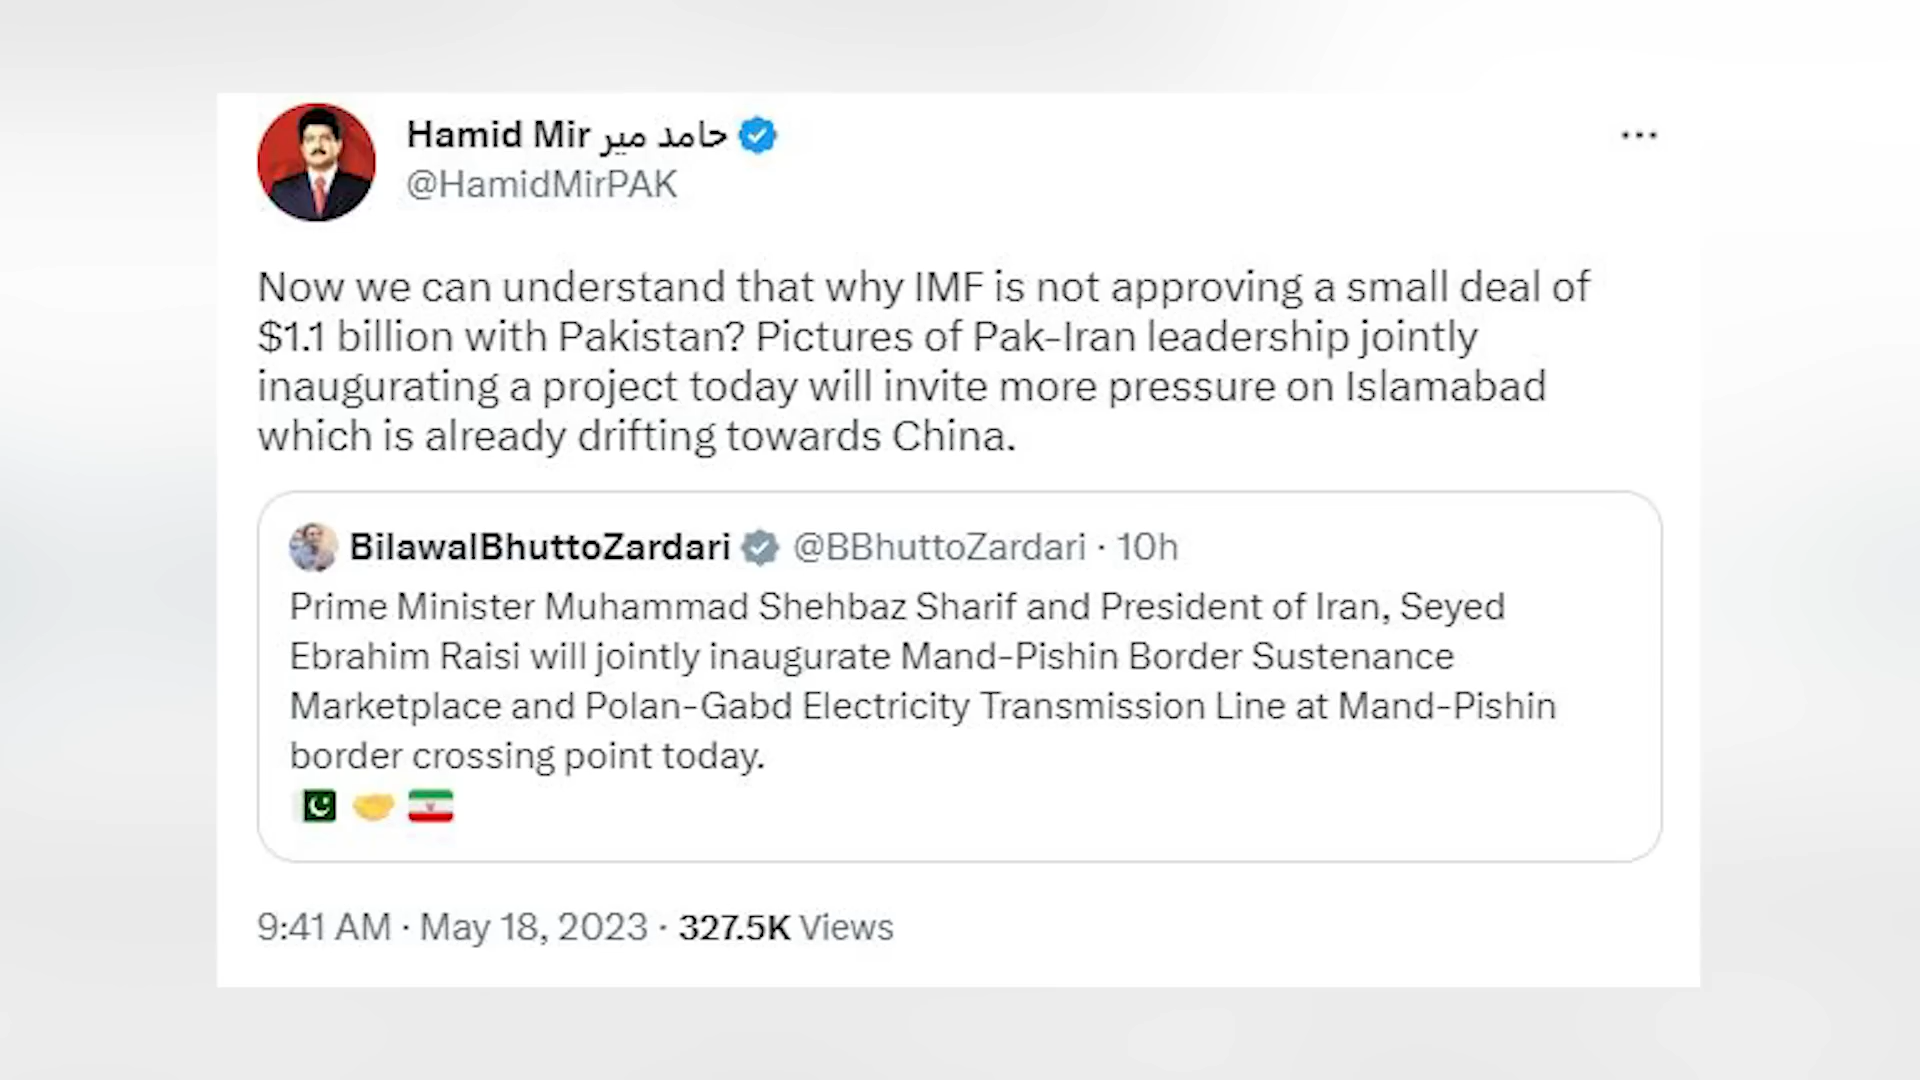 Hamid Mir حامد میر
@HamidMirPAK
Now we can understand that why IMF is not approving a small deal of
$1.1 billion with Pakistan? Pictures of Pak-Iran leadership jointly
inaugurating a project today will invite more pressure on Islamabad
which is already drifting towards China.
BilawalBhuttoZardari @BBhuttoZardari · 10h
Prime Minister Muhammad Shehbaz Sharif and President of Iran, Seyed
Ebrahim Raisi will jointly inaugurate Mand-Pishin Border Sustenance
Marketplace and Polan-Gabd Electricity Transmission Line at Mand-Pishin
border crossing point today.
9:41 AM · May 18, 2023 · 327.5K Views